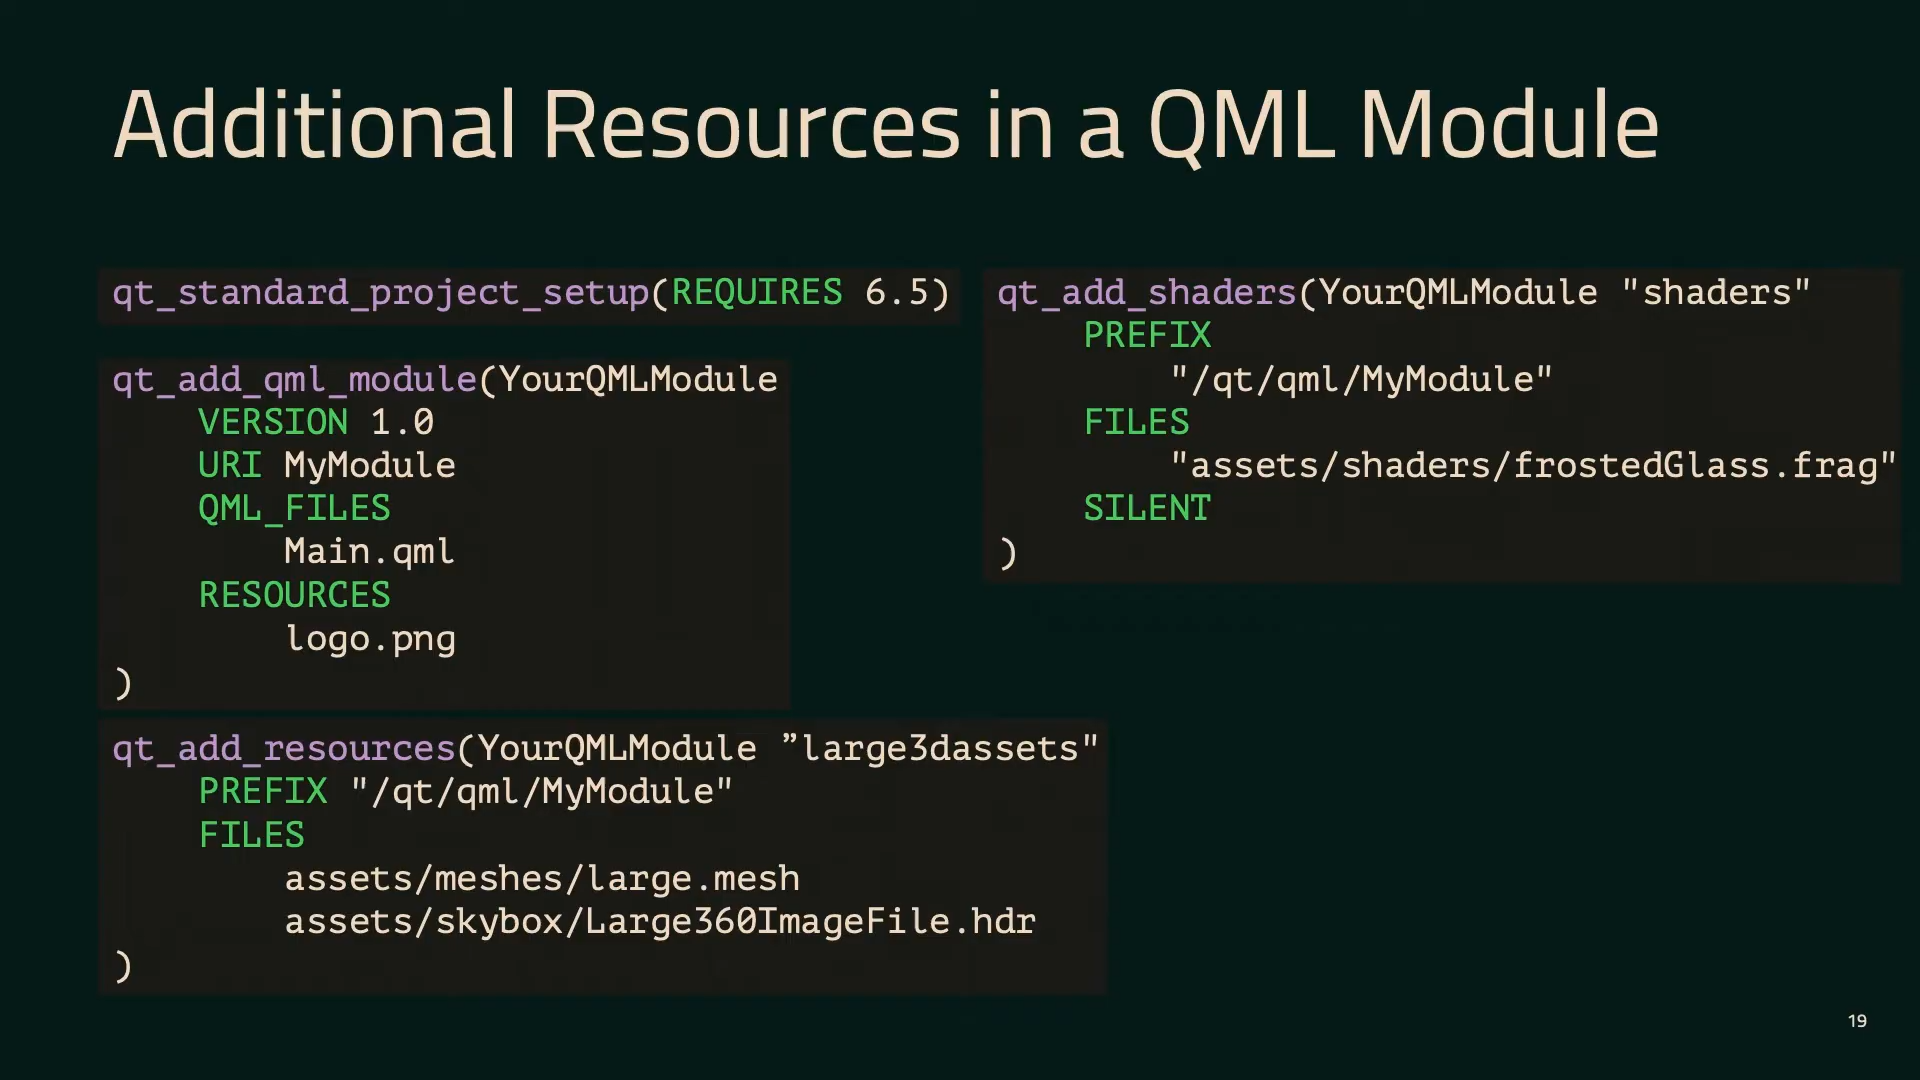 Additional Resources in a QML Module
qt_standard_project_setup(REQUIRES 6.5)
qt_add_qml_module(YourQMLModule
    VERSION 1.0
    URI MyModule
    QML_FILES
        Main.qml
    RESOURCES
        logo.png
)
qt_add_resources(YourQMLModule ”large3dassets"
    PREFIX "/qt/qml/MyModule"
    FILES
        assets/meshes/large.mesh
        assets/skybox/Large360ImageFile.hdr
)
qt_add_shaders(YourQMLModule "shaders"
    PREFIX
        "/qt/qml/MyModule"
    FILES
        "assets/shaders/frostedGlass.frag"
    SILENT
)
19